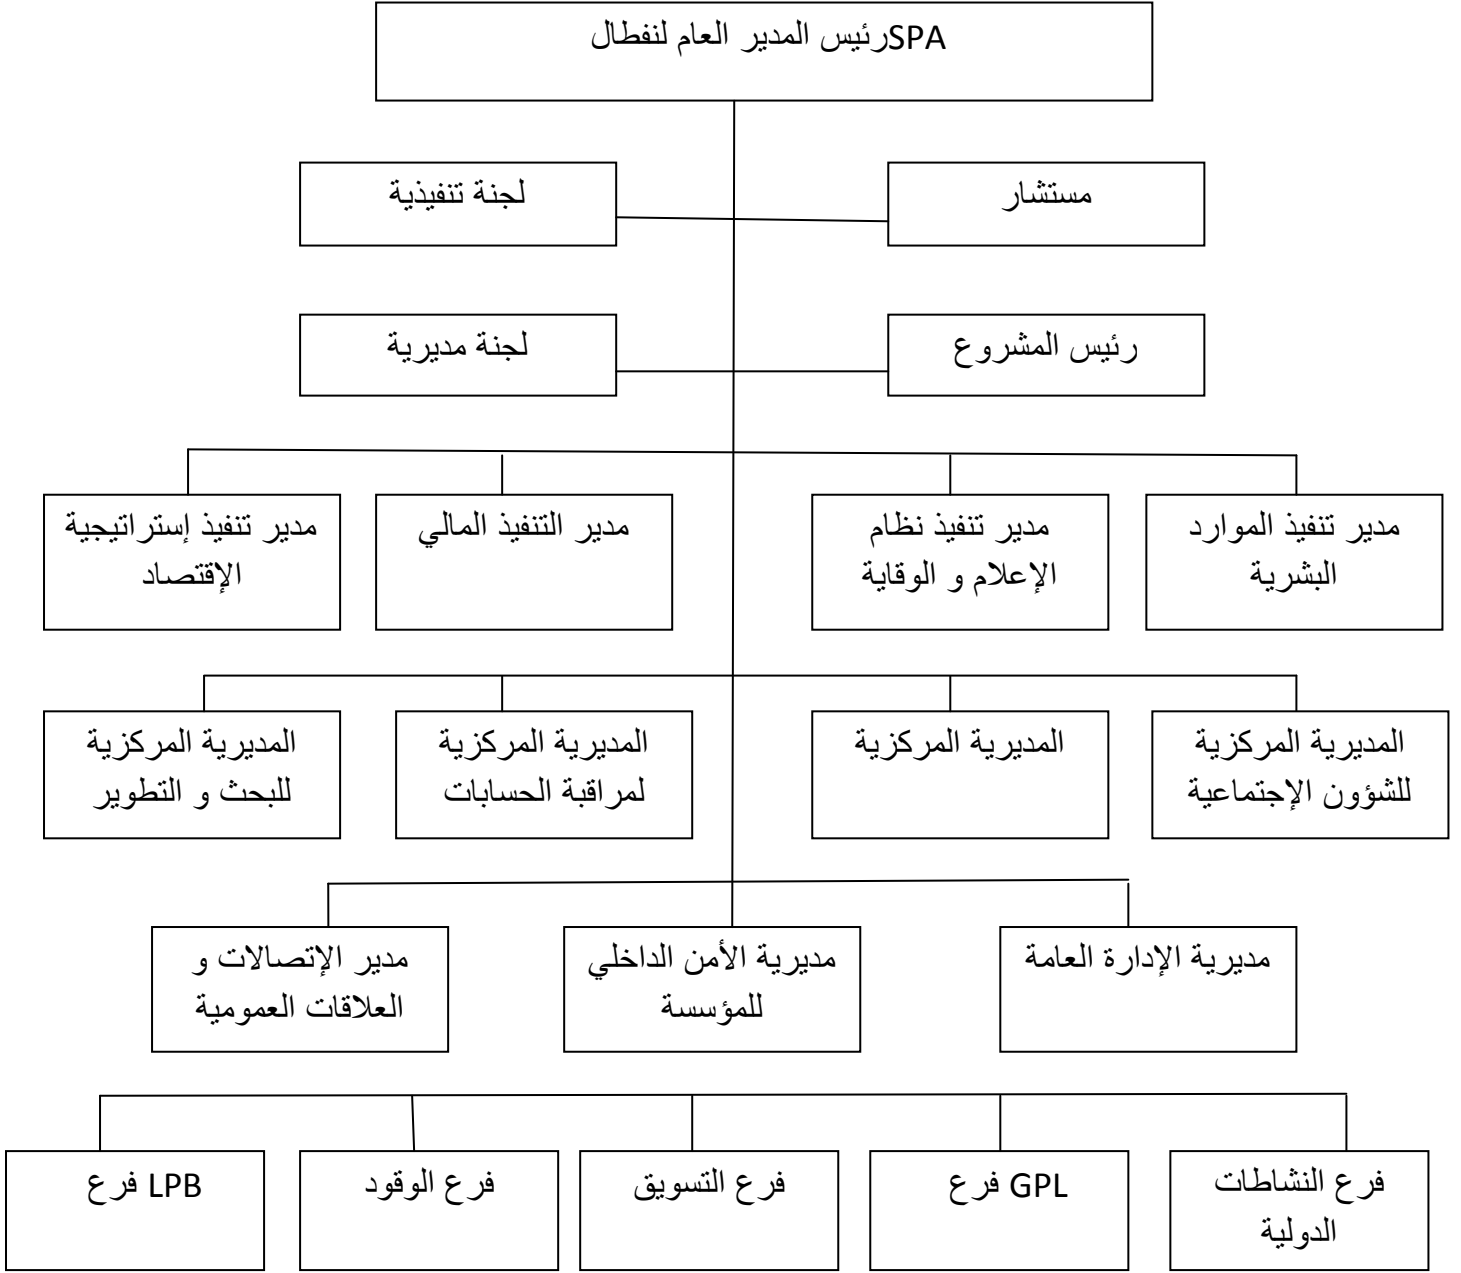 رئيس المدير العام لنفطال SPA
مستشار
لجنة تنفيذية
رئيس المشروع
لجنة مديرية
مدير تنفيذ الموارد
البشرية
مدير تنفيذ نظام
الإعلام و الوقاية
مدير التنفيذ المالي
مدير تنفيذ إستراتيجية
الإقتصاد
المديرية المركزية
للشؤون الإجتماعية
المديرية المركزية
المديرية المركزية
لمراقبة الحسابات
المديرية المركزية
للبحث و التطوير
مديرية الإدارة العامة
مديرية الأمن الداخلي
للمؤسسة
مدير الإتصالات و
العلاقات العمومية
فرع النشاطات
الدولية
فرع GPL
فرع التسويق
فرع الوقود
فرع LPB